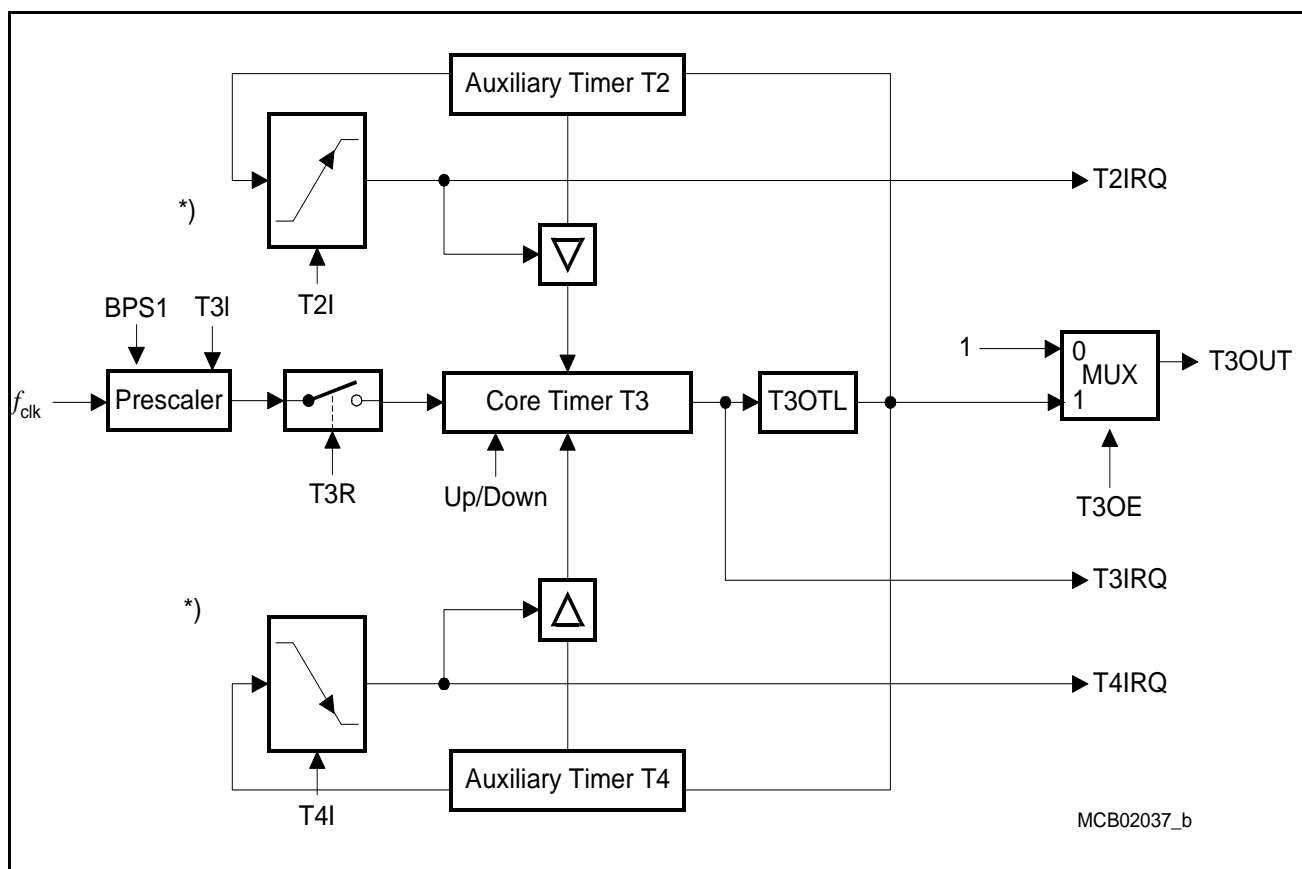 Auxiliary Timer T2
T2IRQ
*)
T2I
BPS1
T3I
1
0
MUX
1
T3OUT
fclk
Prescaler
Core Timer T3
T3OTL
T3R
Up/Down
T3OE
T3IRQ
*)
T4IRQ
Auxiliary Timer T4
T4I
MCB02037_b